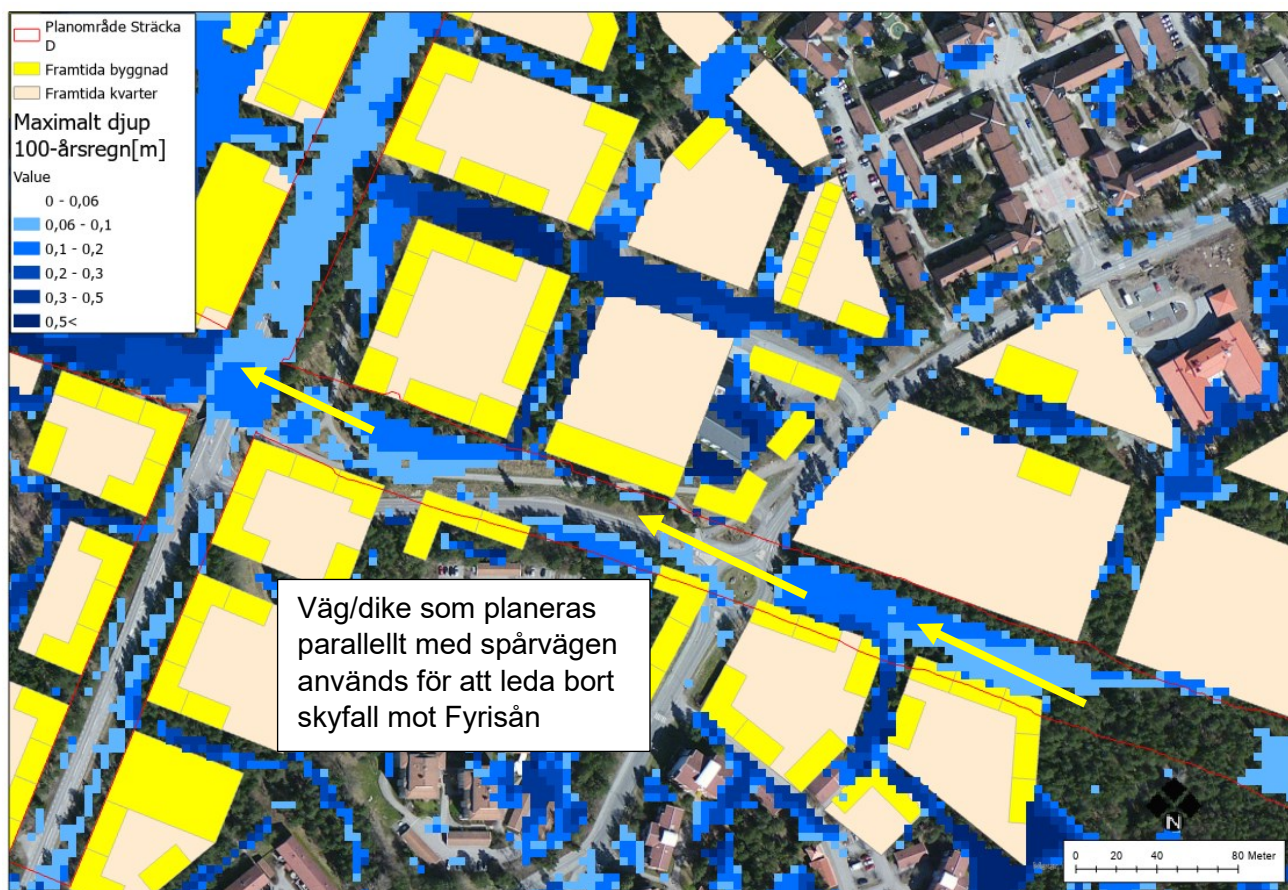 Planområde Sträcka
D
Framtida byggnad
Framtida kvarter
Maximalt djup
100-årsregn[m]
Value
0 - 0,06
0,06 - 0,1
0,1 - 0,2
0,2 - 0,3
0,3 - 0,5
0,5<
Väg/dike som planeras
parallellt med spårvägen
används för att leda bort
skyfall mot Fyrisån
N
0 20 40 80 Meter